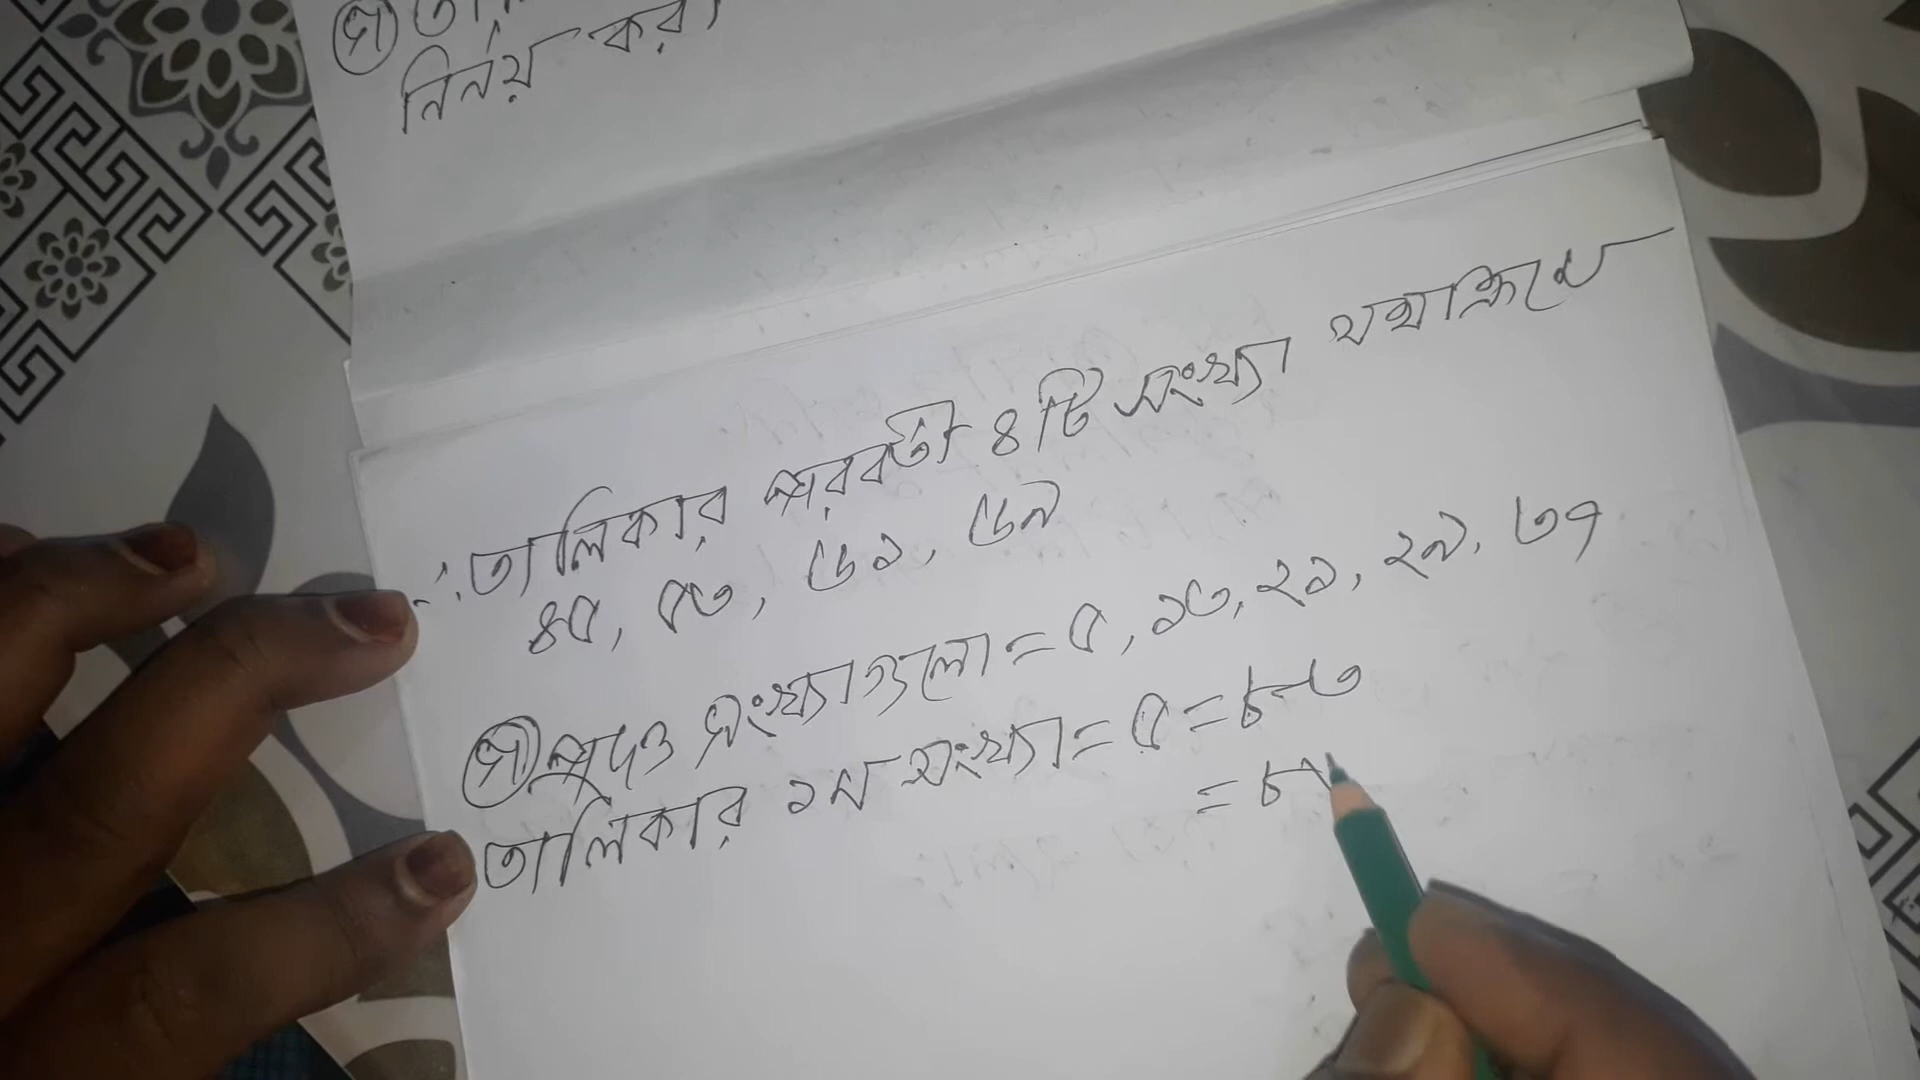 (গ)
নির্নয় কর।
∴ তালিকার পরবর্তী ৪টি সংখ্যা যথাক্রমে
৪৫, ৫৩, ৬১, ৬৯
(গ) প্রদত্ত সংখ্যাগুলো = ৫, ১৩, ২১, ২৯, ৩৭
তালিকার ১ম সংখ্যা = ৫ = ৮-৩
= ৮